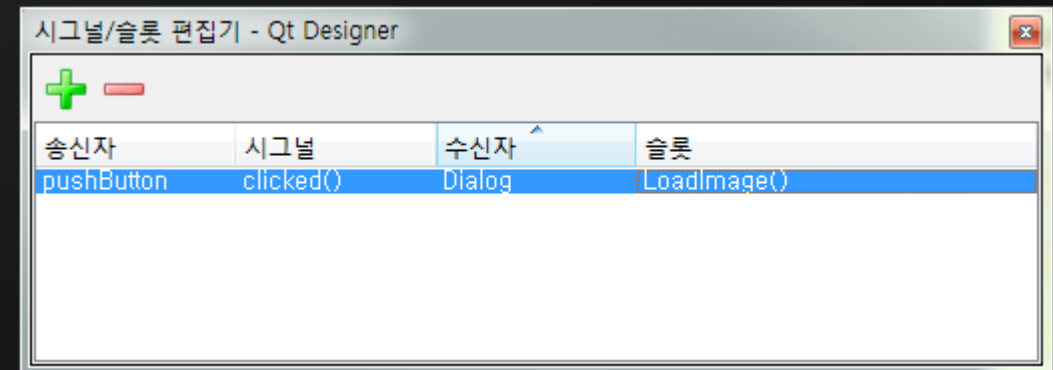 시그널/슬롯 편집기 - Qt Designer
송신자 시그널 수신자 슬롯
pushButton clicked() Dialog LoadImage()